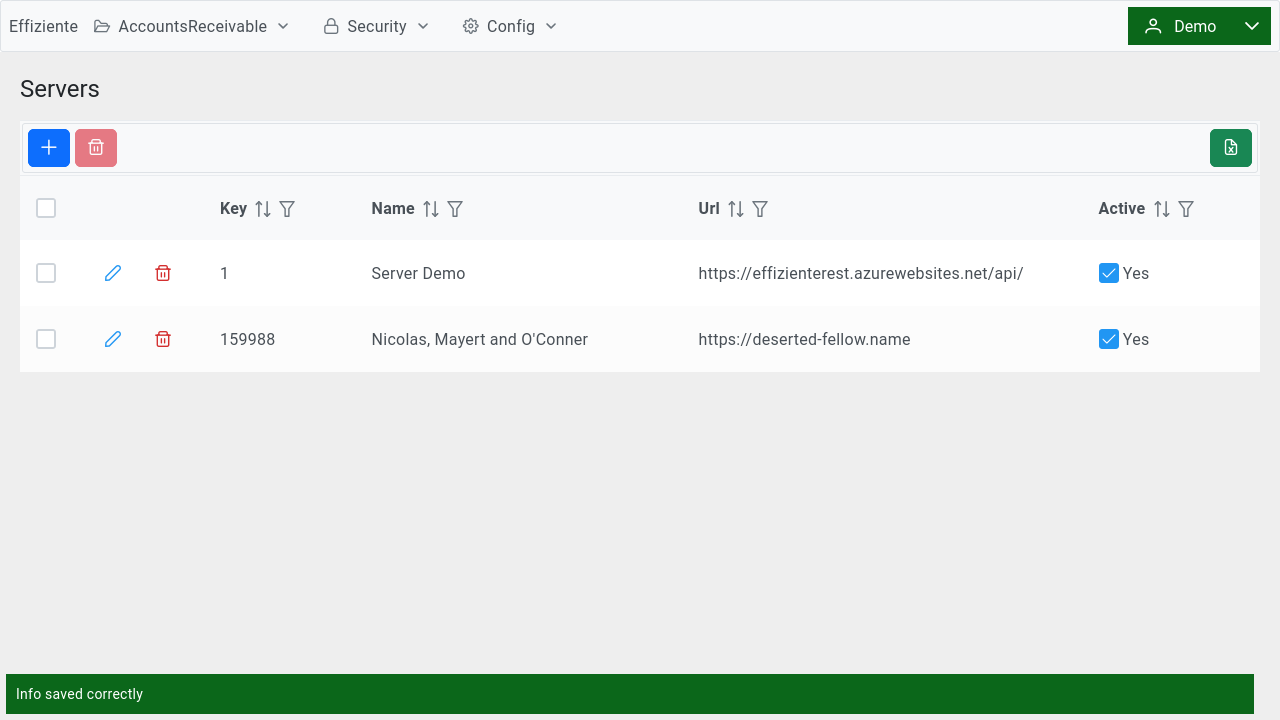 Effiziente AccountsReceivable Security Config Demo
Servers
Key Name Url Active
1 Server Demo https://effizienterest.azurewebsites.net/api/ Yes
159988 Nicolas, Mayert and O'Conner https://deserted-fellow.name Yes
Info saved correctly